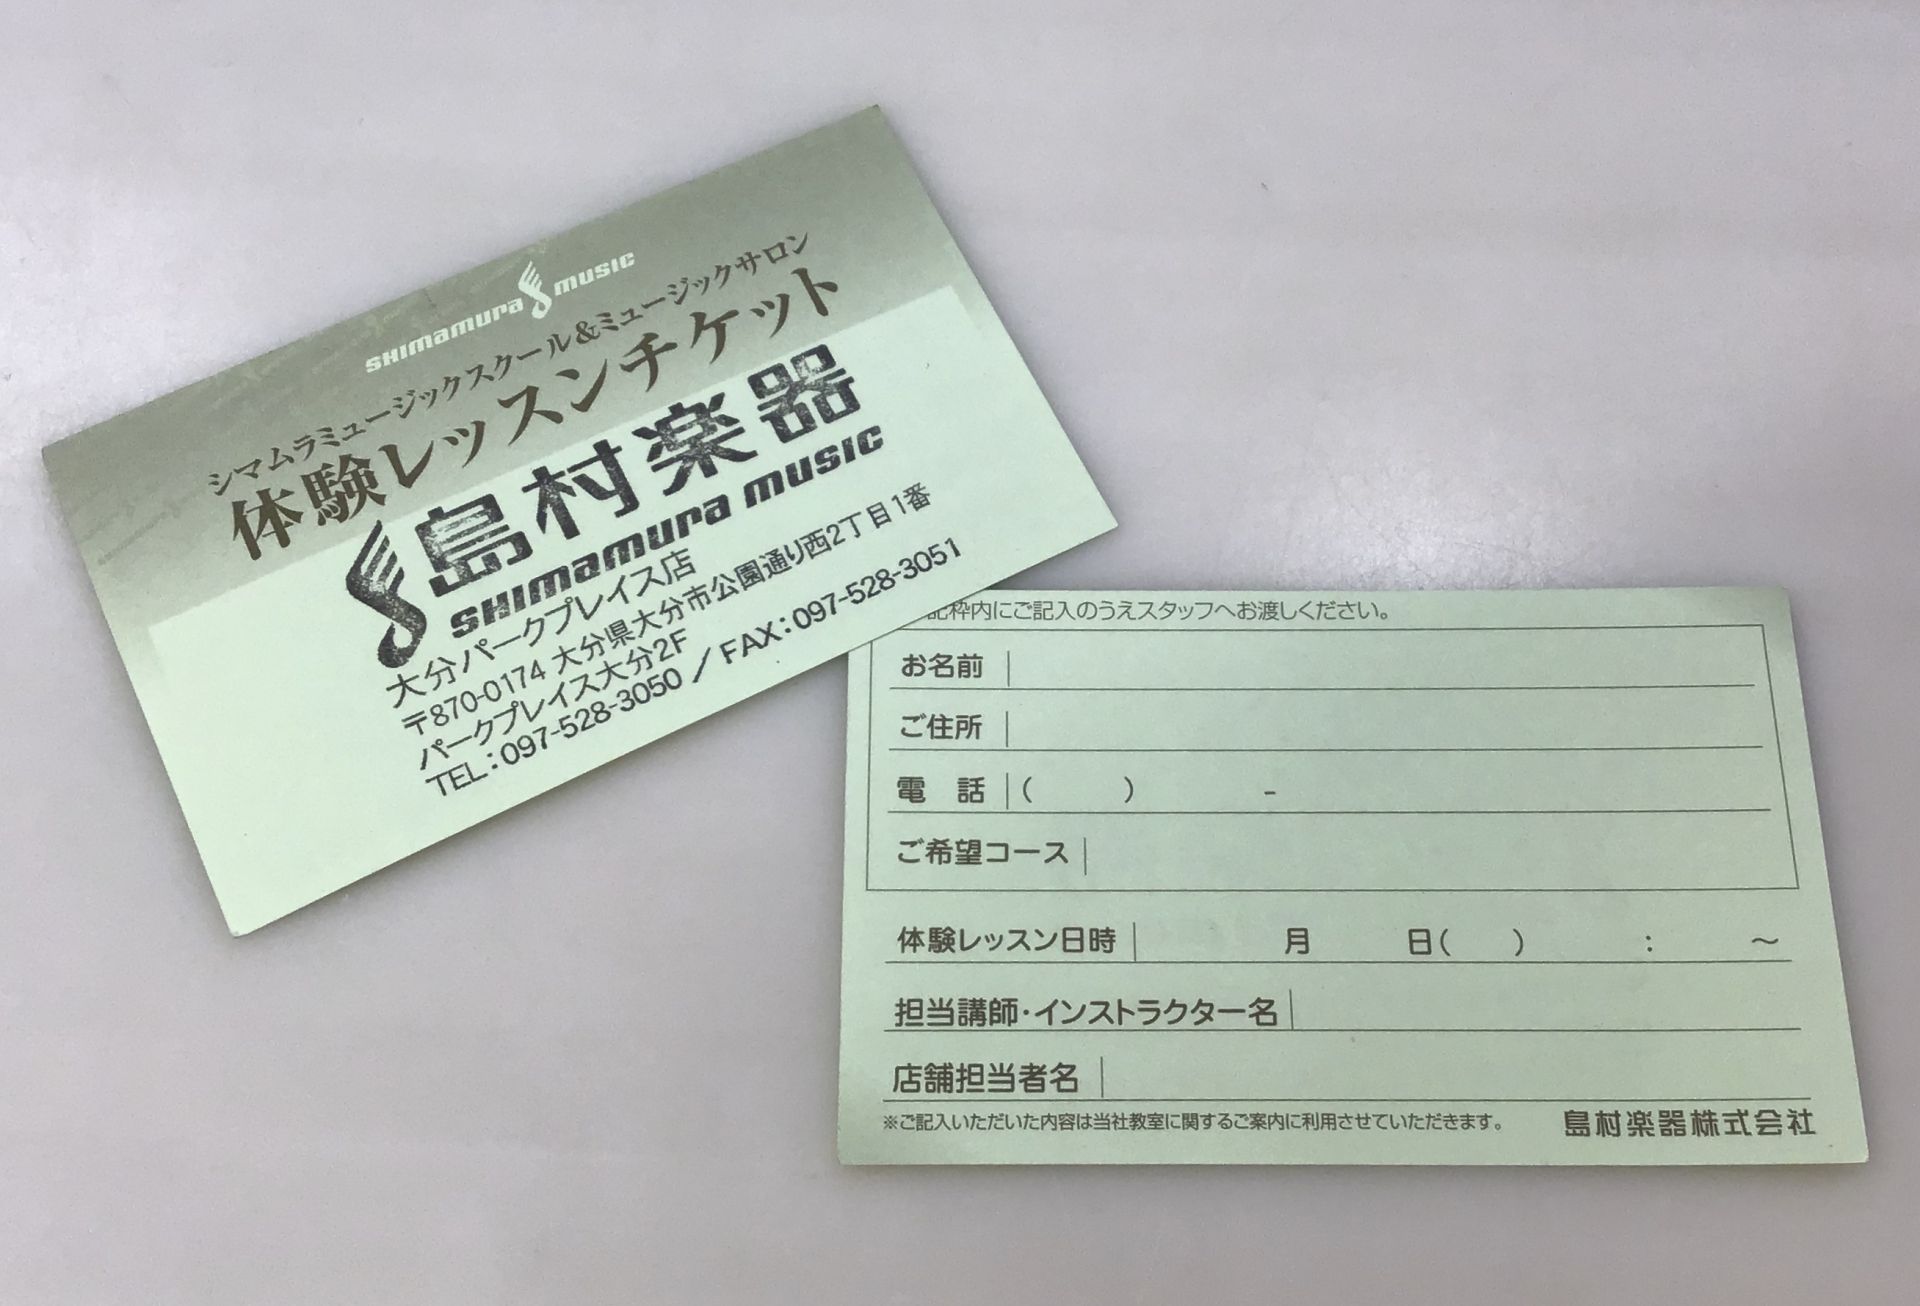 SHIMAMURA MUSIC
シマムラミュージックスクール&ミュージックサロン
体験レッスンチケット
島村楽器
SHIMAMURA MUSIC
大分パークプレイス店
〒870-0174 大分県大分市公園通り西2丁目1番
パークプレイス大分2F
TEL：097-528-3050 / FAX：097-528-3051
記枠内にご記入のうえスタッフへお渡しください。
お名前
ご住所
電 話 ( ) -
ご希望コース
体験レッスン日時 月 日( ) : ～
担当講師・インストラクター名
店舗担当者名
※ご記入いただいた内容は当社教室に関するご案内に利用させていただきます。 島村楽器株式会社